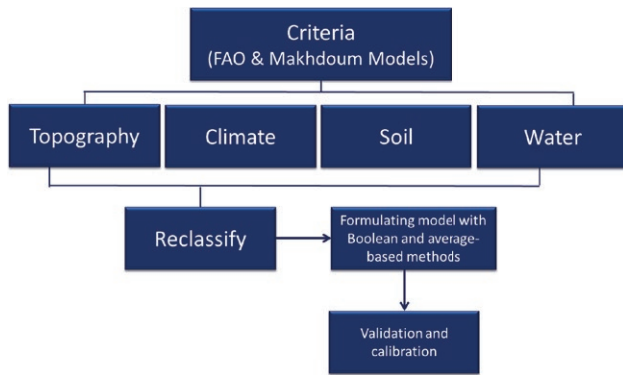 Criteria
(FAO & Makhdoum Models)
Topography
Climate
Soil
Water
Reclassify
Formulating model with
Boolean and average-
based methods
Validation and
calibration